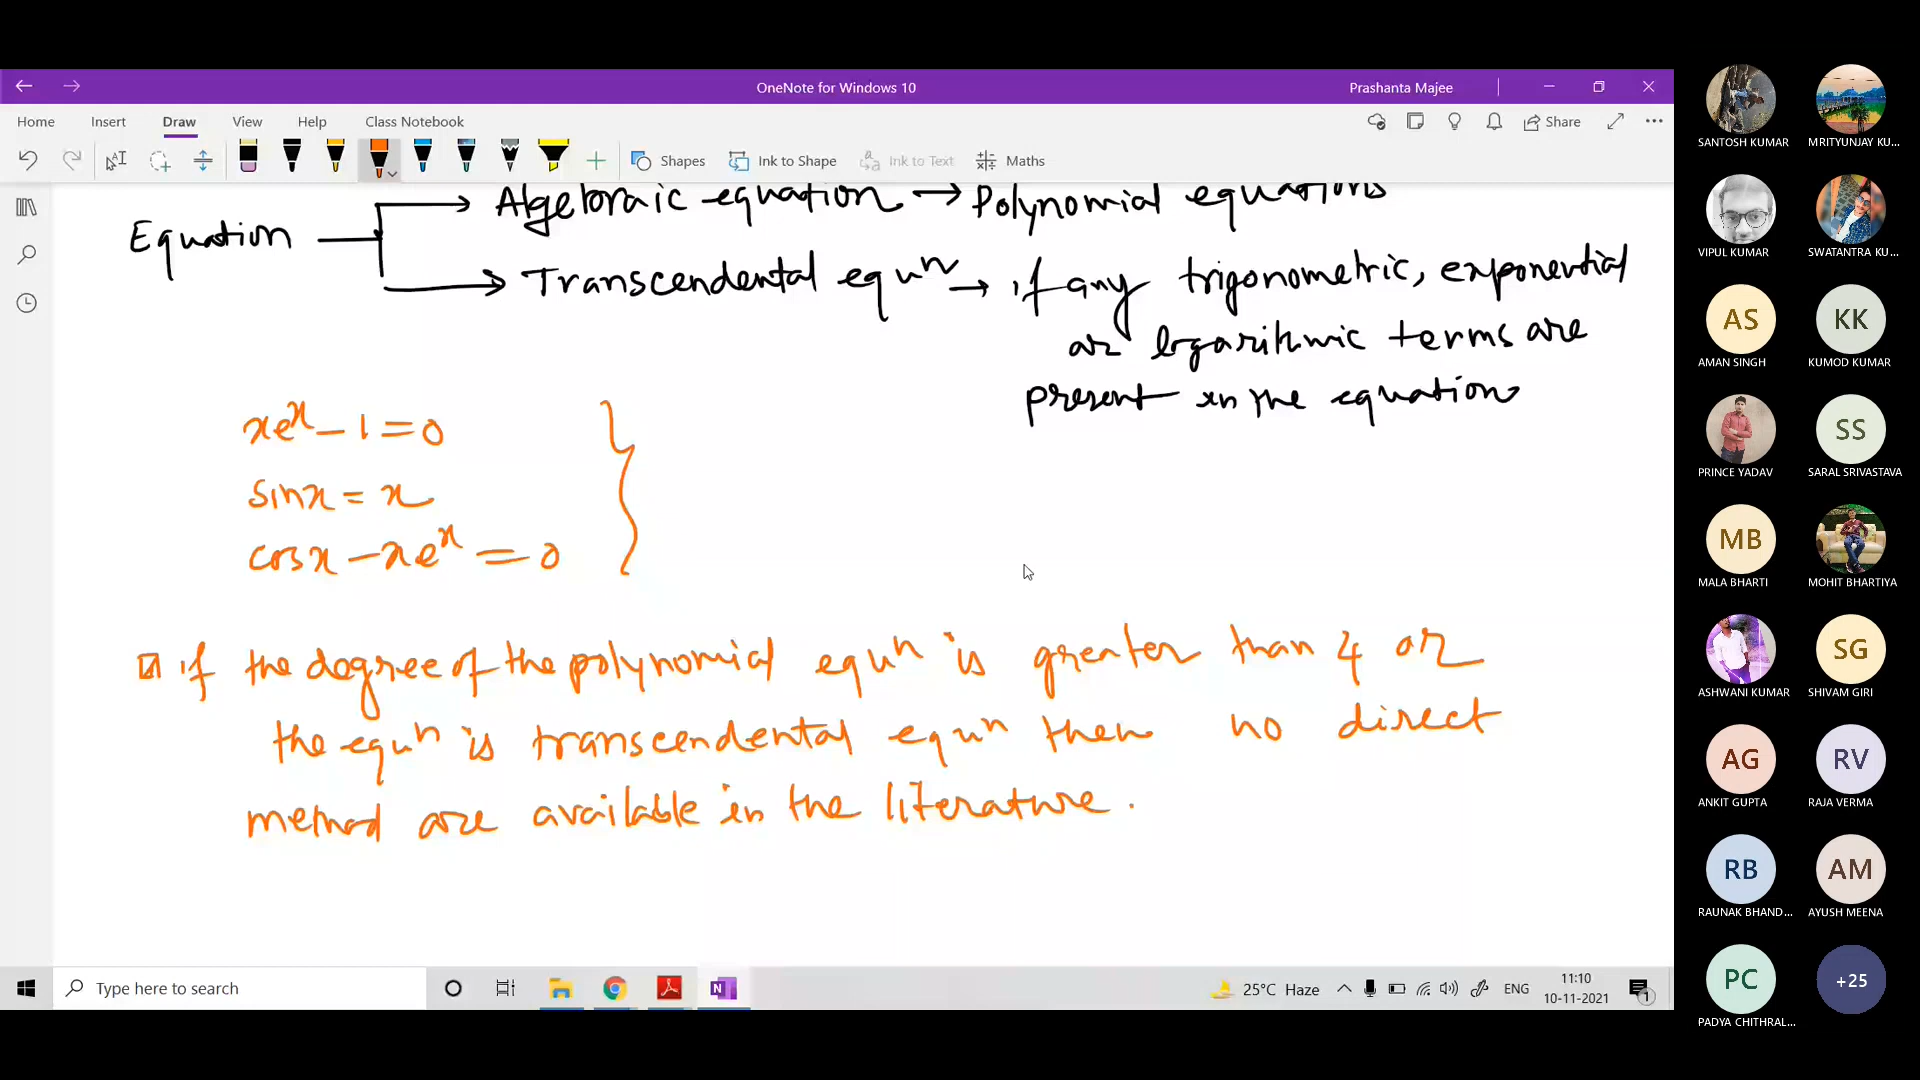 OneNote for Windows 10
Prashanta Majee
Home Insert Draw View Help Class Notebook
Share
Shapes Ink to Shape Ink to Text Maths
Algebraic equation → Polynomial equations
Equation
Transcendental equⁿ → if any trigonometric, exponential
or logarithmic terms are
present in the equation
xeˣ - 1 = 0
sinx = x
cosx - xeˣ = 0
if the degree of the polynomial equⁿ is greater than 4 or
the equⁿ is transcendental equⁿ then no direct
method are available in the literature.
Type here to search
25°C Haze
ENG
11:10
10-11-2021
1
SANTOSH KUMAR
MRITYUNJAY KU...
VIPUL KUMAR
SWATANTRA KU...
AS
AMAN SINGH
KK
KUMOD KUMAR
PRINCE YADAV
SS
SARAL SRIVASTAVA
MB
MALA BHARTI
MOHIT BHARTIYA
ASHWANI KUMAR
SG
SHIVAM GIRI
AG
ANKIT GUPTA
RV
RAJA VERMA
RB
RAUNAK BHAND...
AM
AYUSH MEENA
PC
PADYA CHITHRAL...
+25